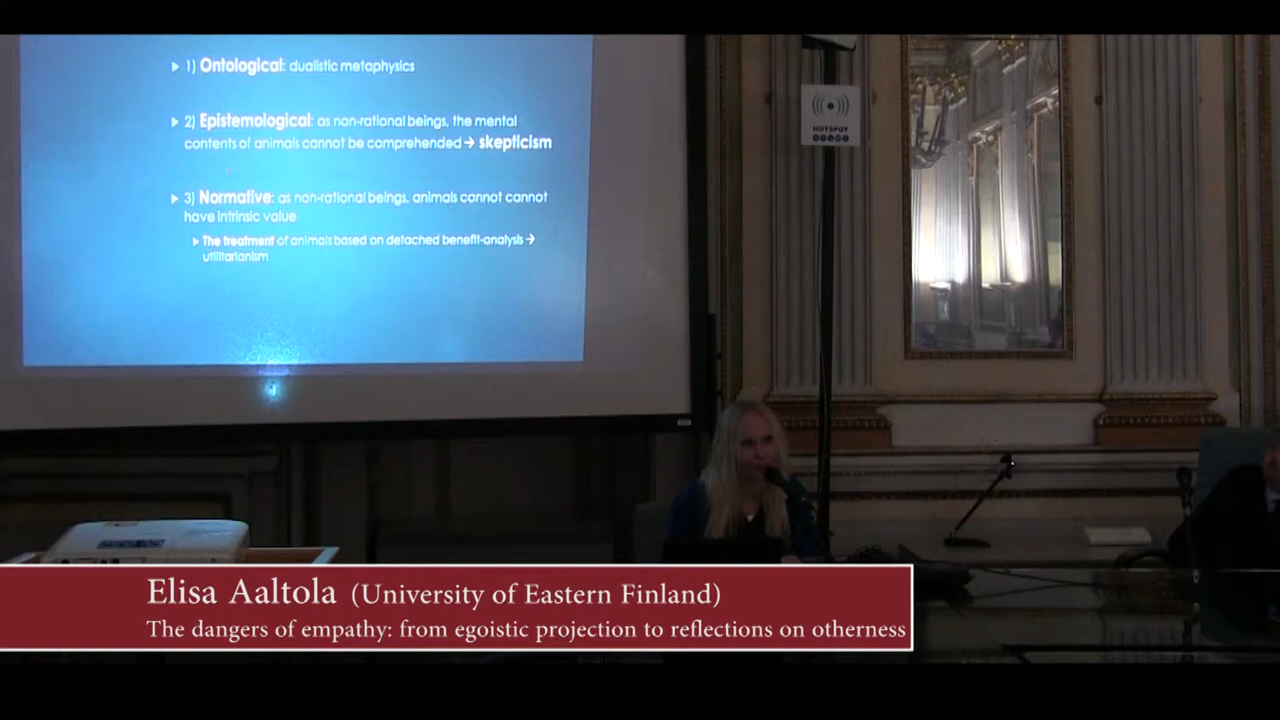 ▶ 1) Ontological: dualistic metaphysics
▶ 2) Epistemological: as non-rational beings, the mental
contents of animals cannot be comprehended → skepticism
▶ 3) Normative: as non-rational beings, animals cannot cannot
have intrinsic value
▶ The treatment of animals based on detached benefit-analysis →
utilitarianism
HOTSPOT
Elisa Aaltola (University of Eastern Finland)
The dangers of empathy: from egoistic projection to reflections on otherness